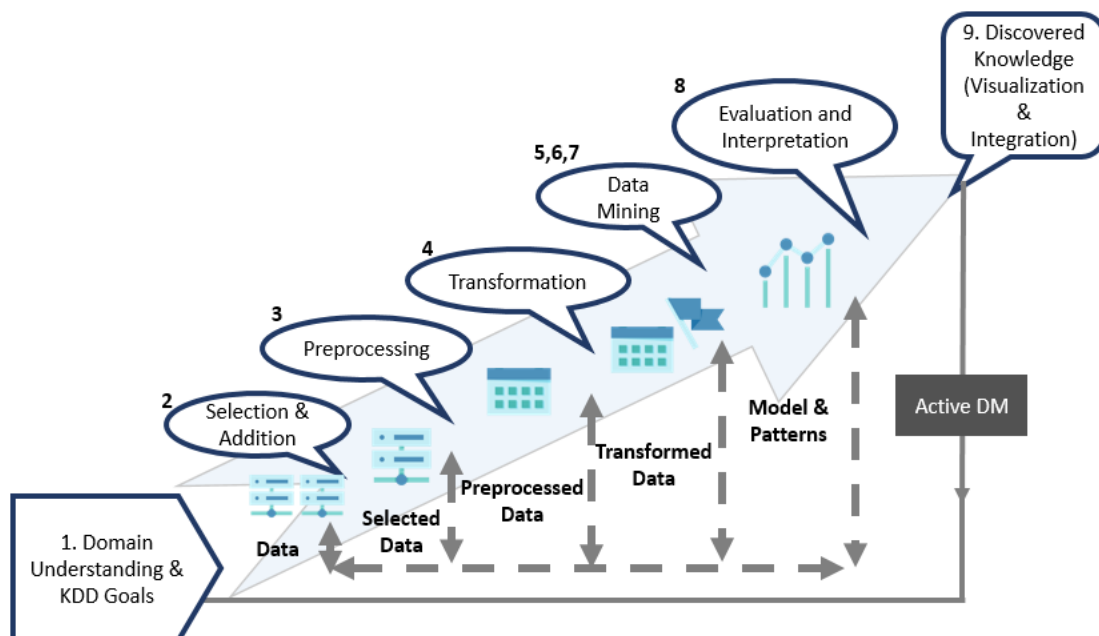 9. Discovered
Knowledge
(Visualization
&
Integration)
8
Evaluation and
Interpretation
5,6,7
Data
Mining
4
Transformation
3
Preprocessing
2
Selection &
Addition
1. Domain
Understanding &
KDD Goals
Data
Selected
Data
Preprocessed
Data
Transformed
Data
Model &
Patterns
Active DM